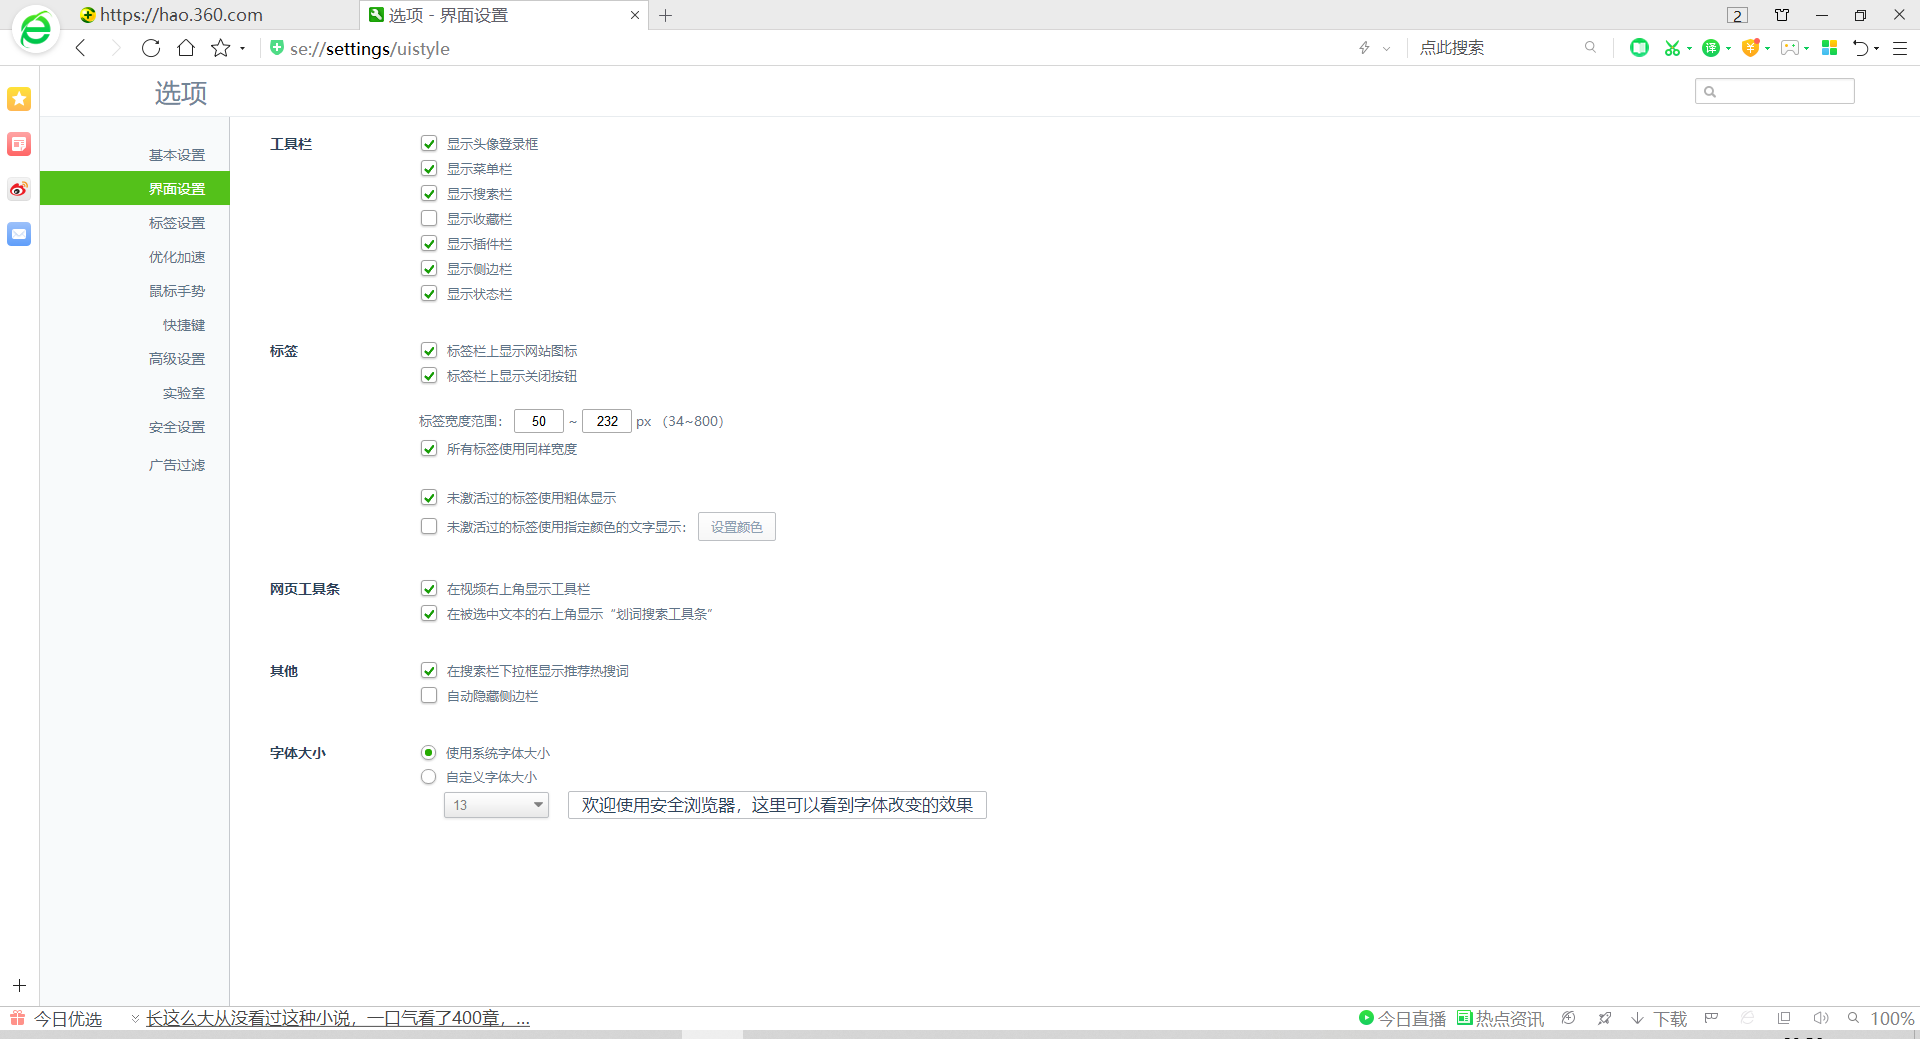 https://hao.360.com
选项 - 界面设置
2
se://settings/uistyle
点此搜索
译
选项
基本设置
界面设置
标签设置
优化加速
鼠标手势
快捷键
高级设置
实验室
安全设置
广告过滤
工具栏
显示头像登录框
显示菜单栏
显示搜索栏
显示收藏栏
显示插件栏
显示侧边栏
显示状态栏
标签
标签栏上显示网站图标
标签栏上显示关闭按钮
标签宽度范围： 50 ~ 232 px （34~800）
所有标签使用同样宽度
未激活过的标签使用粗体显示
未激活过的标签使用指定颜色的文字显示： 设置颜色
网页工具条
在视频右上角显示工具栏
在被选中文本的右上角显示“划词搜索工具条”
其他
在搜索栏下拉框显示推荐热搜词
自动隐藏侧边栏
字体大小
使用系统字体大小
自定义字体大小
13
欢迎使用安全浏览器，这里可以看到字体改变的效果
今日优选
长这么大从没看过这种小说，一口气看了400章，...
今日直播
热点资讯
下载
100%